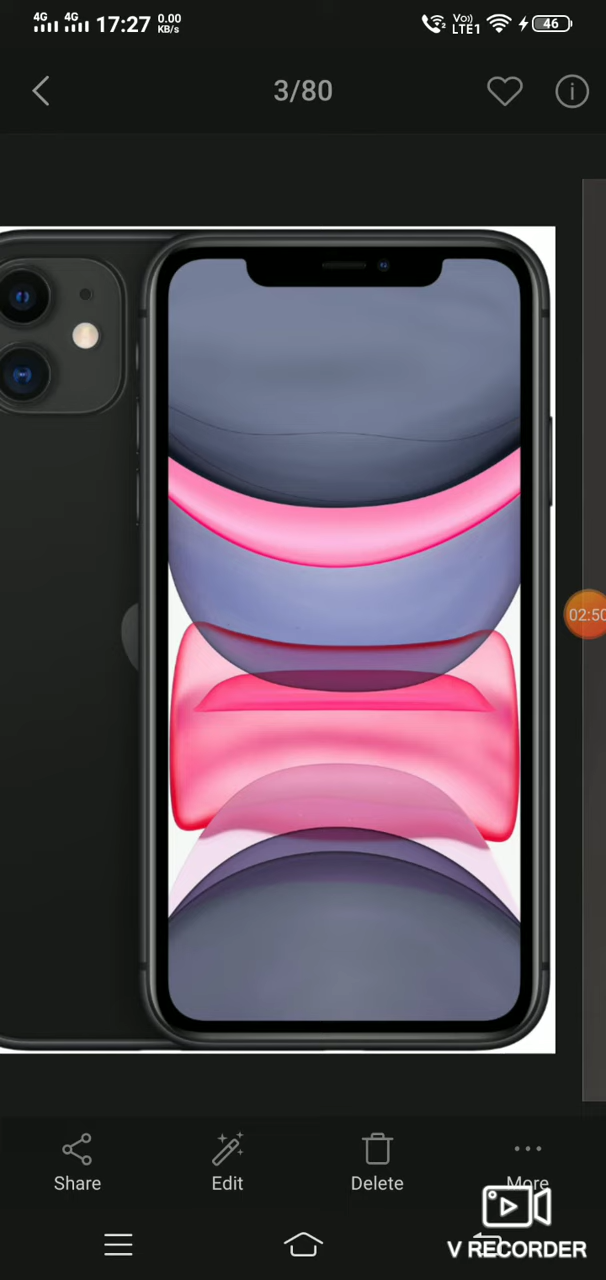 4G 4G 17:27 0.00 KB/s 2 Vo)) LTE1 46
3/80
02:50
Share Edit Delete More
V RECORDER